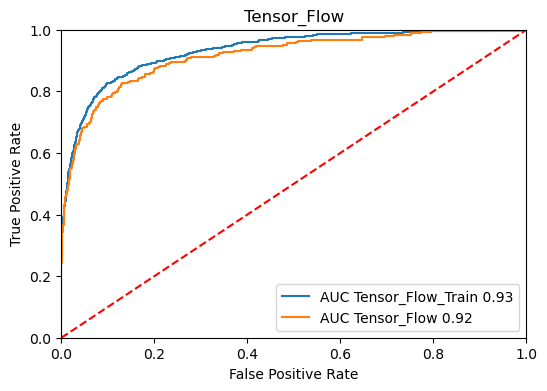 Tensor_Flow
True Positive Rate
1.0
0.8
0.6
0.4
0.2
0.0
AUC Tensor_Flow_Train 0.93
AUC Tensor_Flow 0.92
0.0 0.2 0.4 0.6 0.8 1.0
False Positive Rate